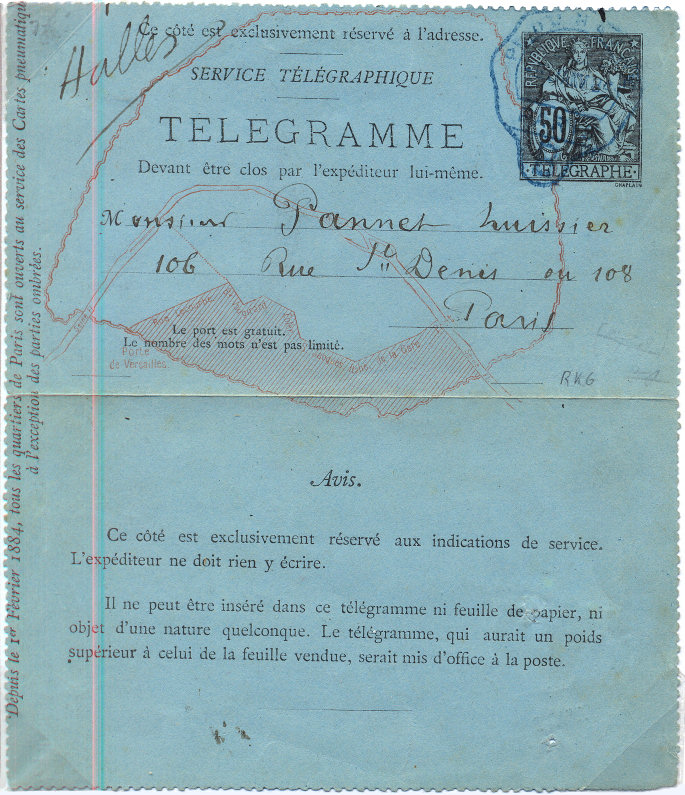 Ce côté est exclusivement réservé à l'adresse.
Halles
SERVICE TÉLÉGRAPHIQUE
TELEGRAMME
Devant être clos par l'expéditeur lui-même.
REPUBLIQUE FRANÇAISE
50
TÉLÉGRAPHE
CHAPLAIN
Monsieur Pannet huissier
106 Rue St Denis ou 108
Paris
Le port est gratuit.
Le nombre des mots n'est pas limité.
Porte
de Versailles
RKG
Avis.
Ce côté est exclusivement réservé aux indications de service.
L'expéditeur ne doit rien y écrire.
Il ne peut être inséré dans ce télégramme ni feuille de papier, ni
objet d'une nature quelconque. Le télégramme, qui aurait un poids
supérieur à celui de la feuille vendue, serait mis d'office à la poste.
Depuis le 1er Février 1884, tous les quartiers de Paris sont ouverts au service des Cartes pneumatiqu
à l'exception des parties ombrées.